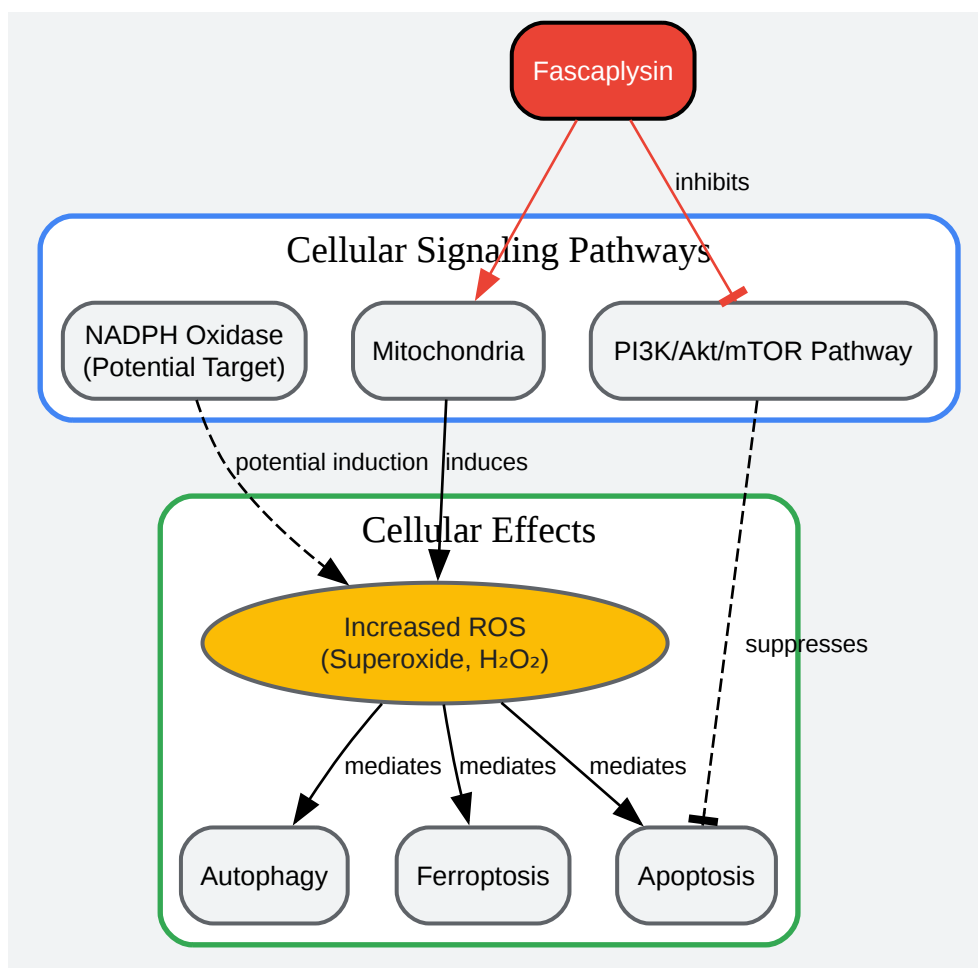 Fascaplysin
inhibits
Cellular Signaling Pathways
NADPH Oxidase
(Potential Target)
Mitochondria
PI3K/Akt/mTOR Pathway
potential induction
induces
Cellular Effects
Increased ROS
(Superoxide, H₂O₂)
suppresses
mediates
mediates
mediates
Autophagy
Ferroptosis
Apoptosis